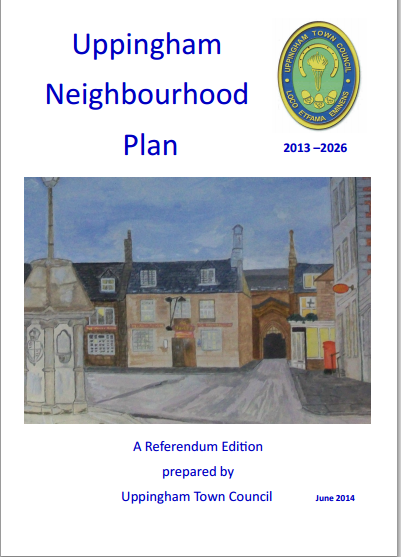 Uppingham
Neighbourhood
Plan
UPPINGHAM TOWN COUNCIL
LOCO ET FAMA EMINENS
2013 –2026
A Referendum Edition
prepared by
Uppingham Town Council
June 2014